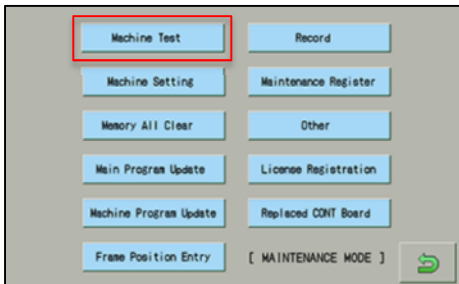 Machine Test
Record
Machine Setting
Maintenance Register
Memory All Clear
Other
Main Program Update
License Registration
Machine Program Update
Replaced CONT Board
Frame Position Entry
[ MAINTENANCE MODE ]